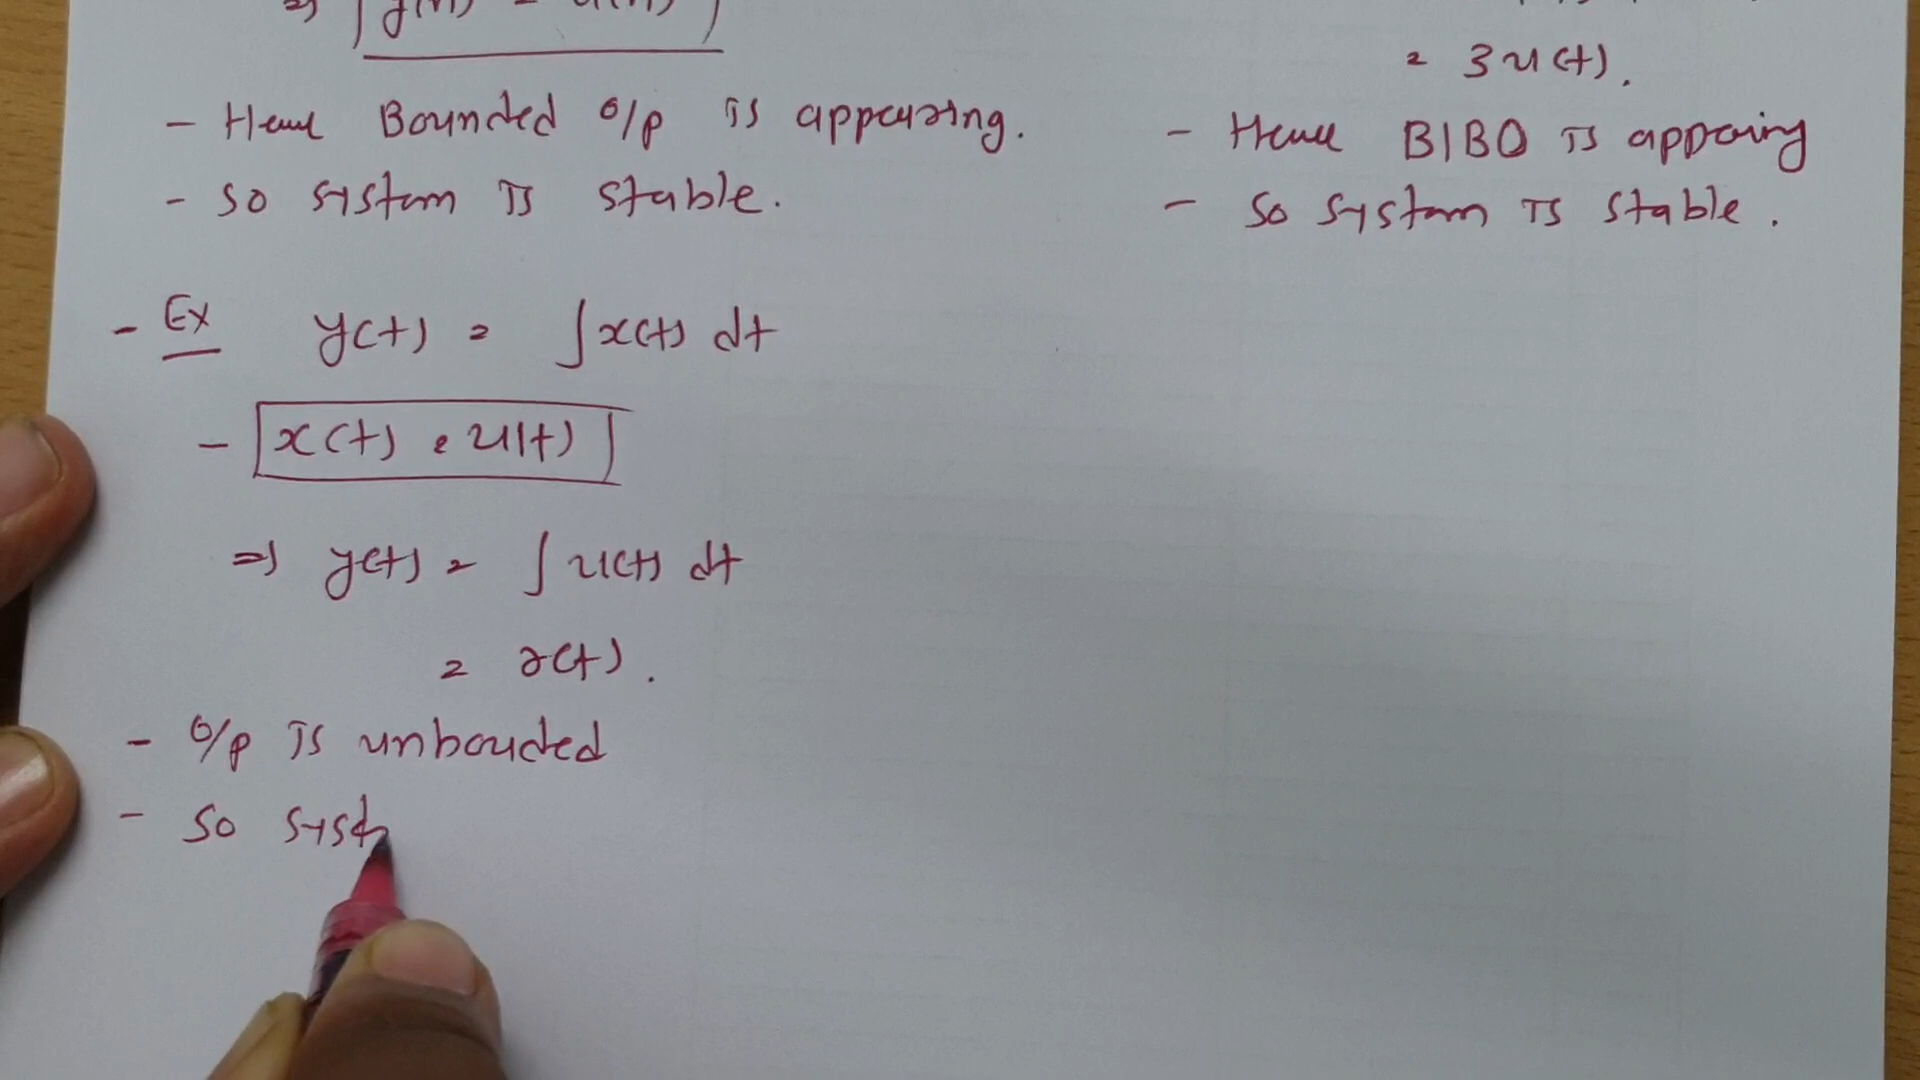 - Hence Bounded o/p is appearing.
- So system is stable.
- Ex y(t) = ∫x(t) dt
- x(t) = u(t)
⇒ y(t) = ∫ u(t) dt
= r(t).
- o/p is unbouded
- So syst
= 3u(t).
- Hence BIBO is appearing
- So system is stable.